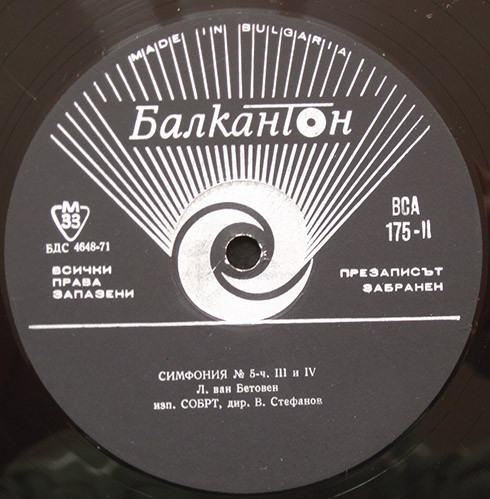 MADE IN BULGARIA
Балкантон
М
33
БДС 4648-71
ВСИЧКИ
ПРАВА
ЗАПАЗЕНИ
ВСА
175-II
ПРЕЗАПИСЪТ
ЗАБРАНЕН
СИМФОНИЯ № 5-ч. III и IV
Л. ван Бетовен
изп. СОБРТ, дир. В. Стефанов